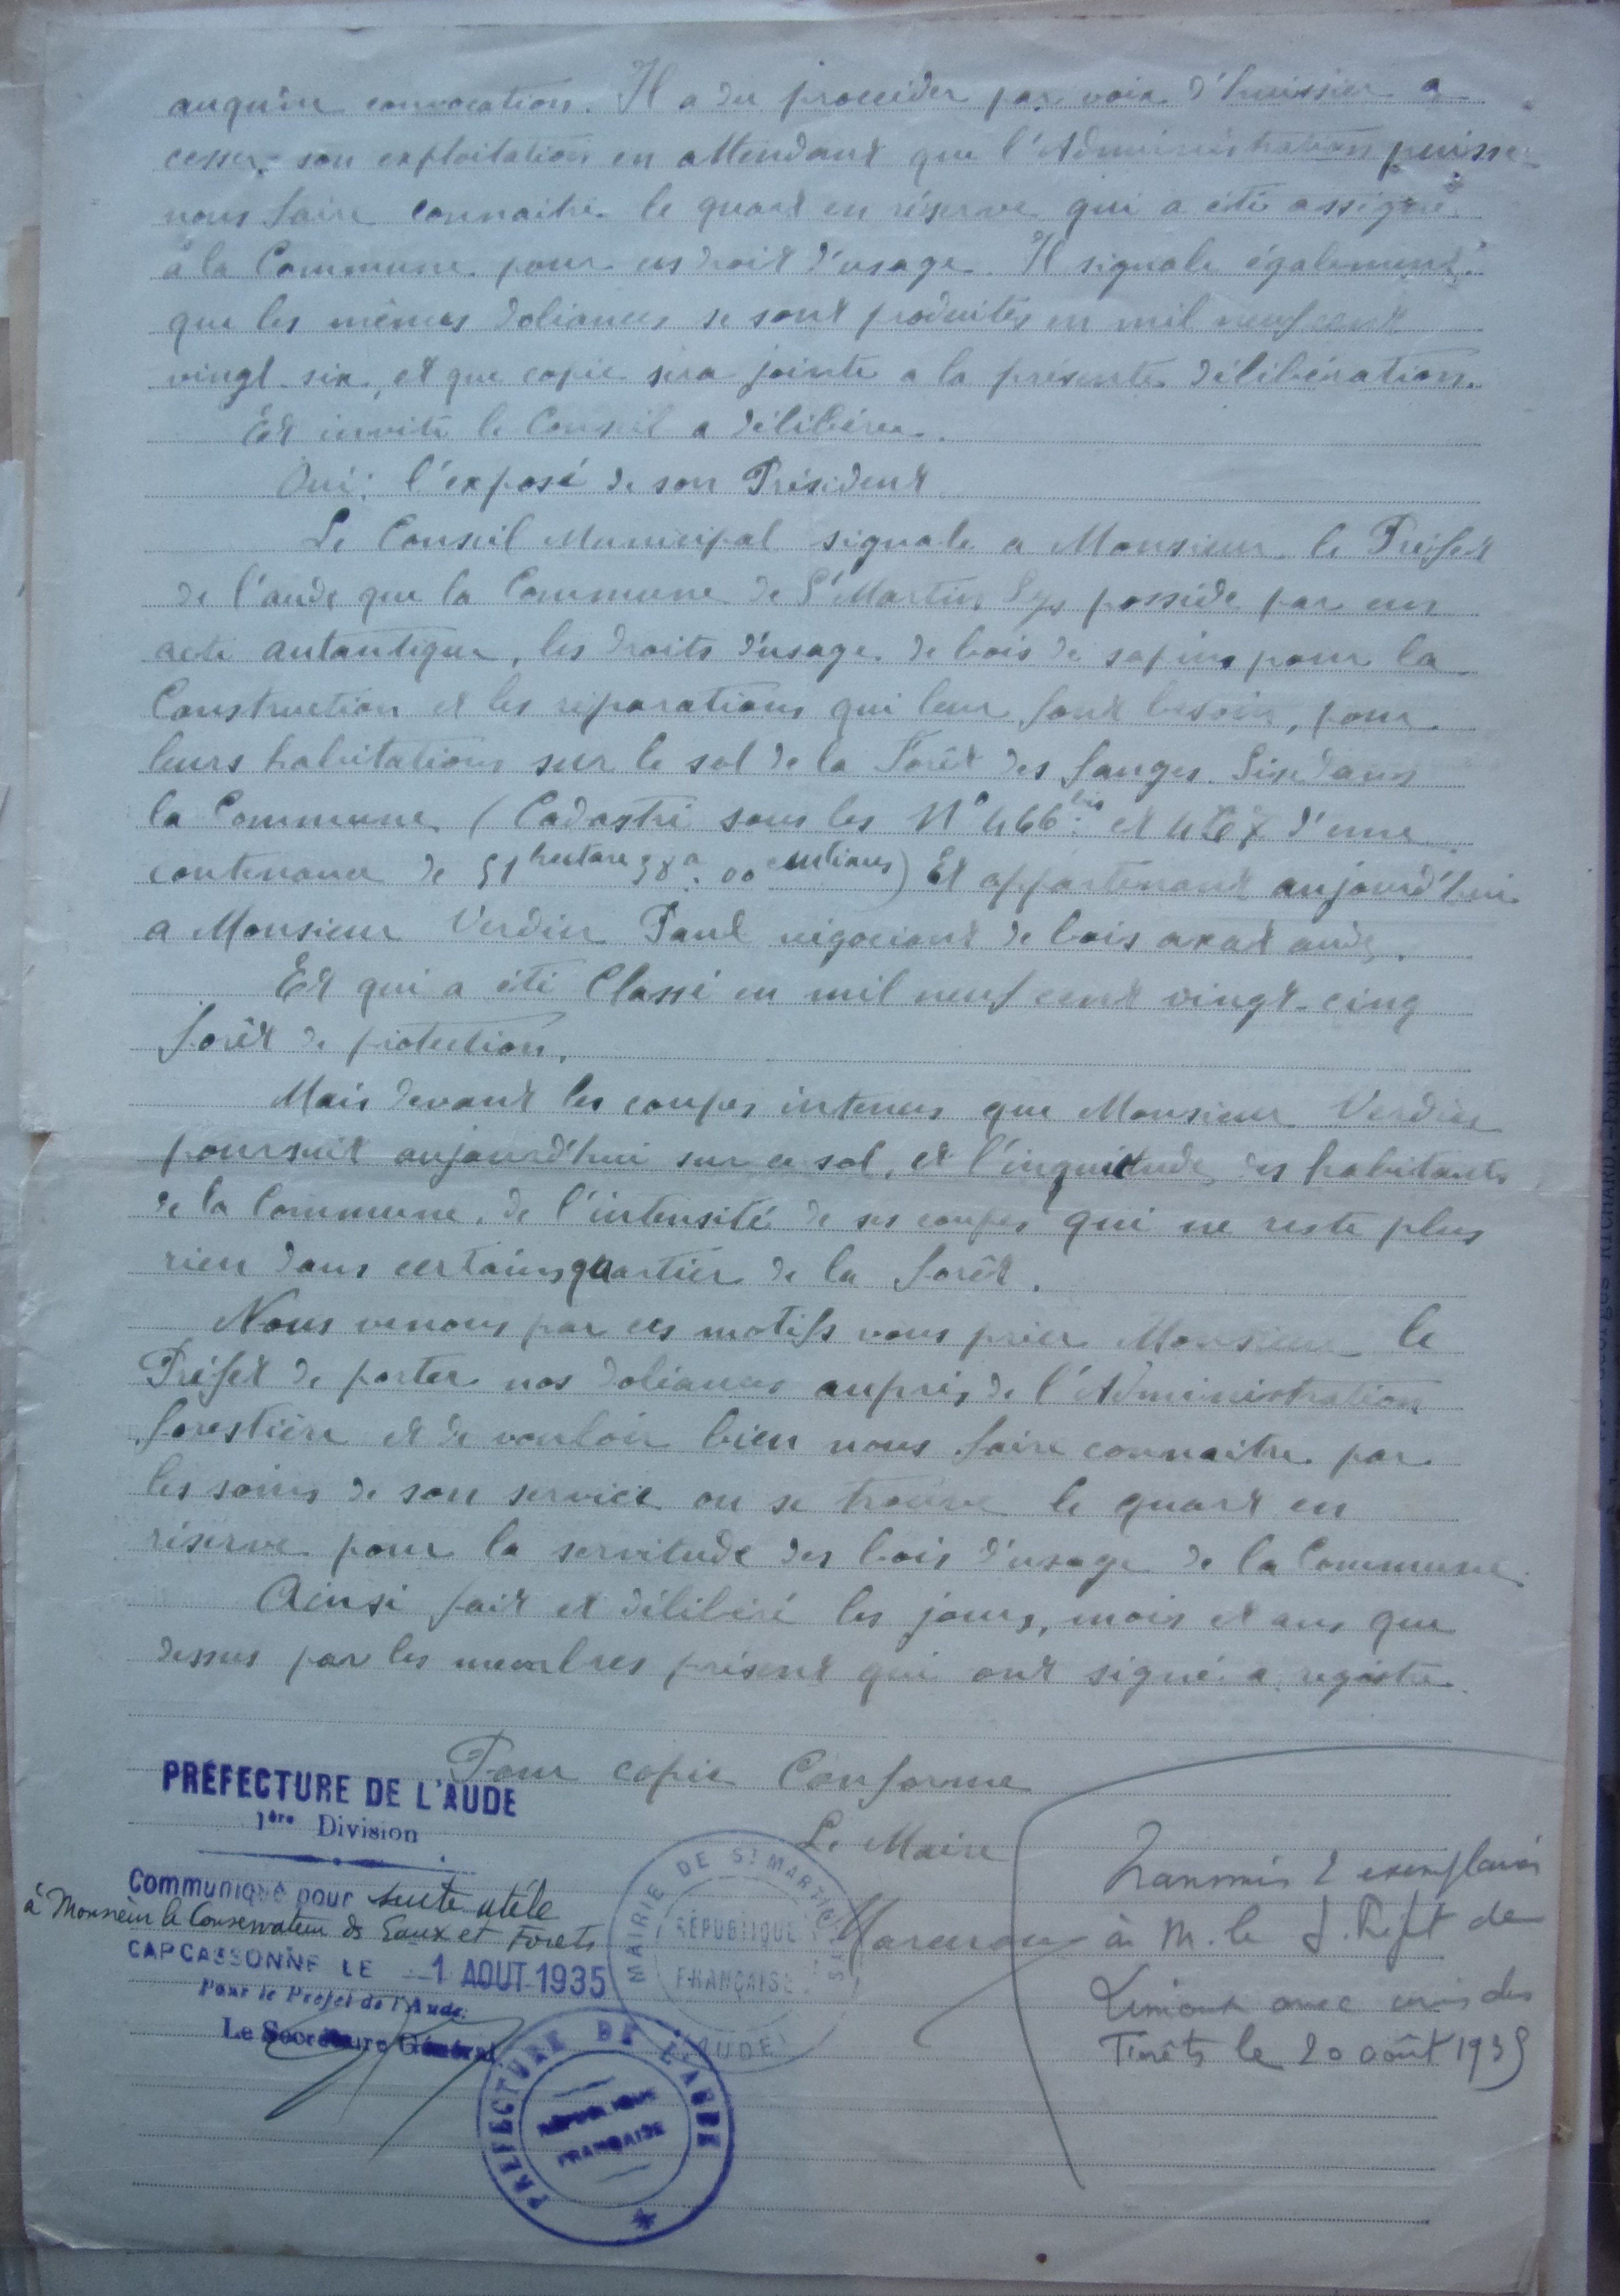 auqu'une convocation. Il a du proceider par voix d'huissier a
cesser son exploitation en attendant que l'Administration puisse
nous faire connaitre le quart en réserve qui a été assigné
à la Commune pour ces droit d'usage. Il signale également
que les mêmes doliances se sont produites en mil neuf cent
vingt-six, et que copie sera jointe a la présente délibération.
Et invite le Conseil a délibérer.
Oui: l'exposé de son Président
Le Conseil Municipal signale a Monsieur le Préfet
de l'aude que la Commune de St Martin Lys possède par un
acte autantique, les droits d'usage de bois de sapins pour la
Construction et les réparations qui leur font besoin, pour
leurs habitations sur le sol de la Forêt des fanges. Sise dans
la Commune (Cadastré sous les N° 466 bis et 467 d'une
contenance de 51 hectare 38 a. 00 centiares) Et appartenant aujourd'hui
a Monsieur Verdier Paul négociant de bois axat aude.
Et qui a été Classé en mil neuf cent vingt-cinq
forêt de protection.
Mais devant les coupes intences que Monsieur Verdier
poursuit aujourd'hui sur ce sol, et l'inquietude des habitants
de la Commune, de l'intensité de ses coupes qui ne reste plus
rien dans certains quartier de la forêt.
Nous venons par ces motifs vous prier Monsieur le
Préfet de porter nos doliances auprès de l'Administration
forestière et de vouloir bien nous faire connaitre par
les soins de son service ou se trouve le quart en
réserve pour la servitude des bois d'usage de la Commune.
Ainsi fait et délibéré les jours, mois et ans que
dessus par les membres présent qui ont signé a registre.
Pour copie Conforme
Le Maire
PRÉFECTURE DE L'AUDE
1ère Division
Communiqué pour suite utile
à Monsieur le Conservateur des Eaux et Forets
CARCASSONNE LE 1 AOUT 1935
Pour le Préfet de l'Aude:
Le Secrétaire Général
MAIRIE DE ST MARTIN LYS
RÉPUBLIQUE
FRANÇAISE
(AUDE)
PREFECTURE DE L'AUDE
RÉPUBLIQUE
FRANÇAISE
Transmis 2 exemplaires
à M. le S. Préfet de
Limoux avec avis des
Forêts le 20 août 1935